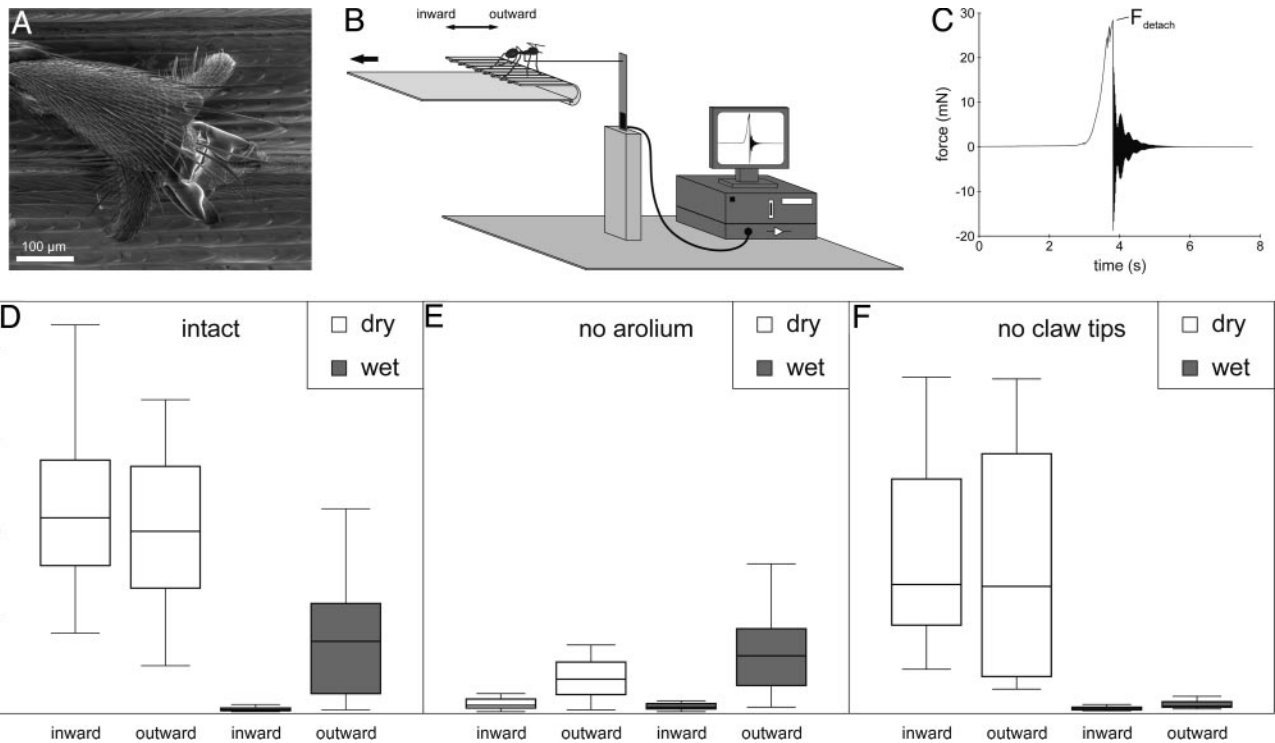 A
100 µm
B
inward outward
C
F detach
force (mN)
30
20
10
0
-10
-20
0 2 4 6 8
time (s)
D
intact
dry
wet
inward outward inward outward
E
no arolium
dry
wet
inward outward inward outward
F
no claw tips
dry
wet
inward outward inward outward